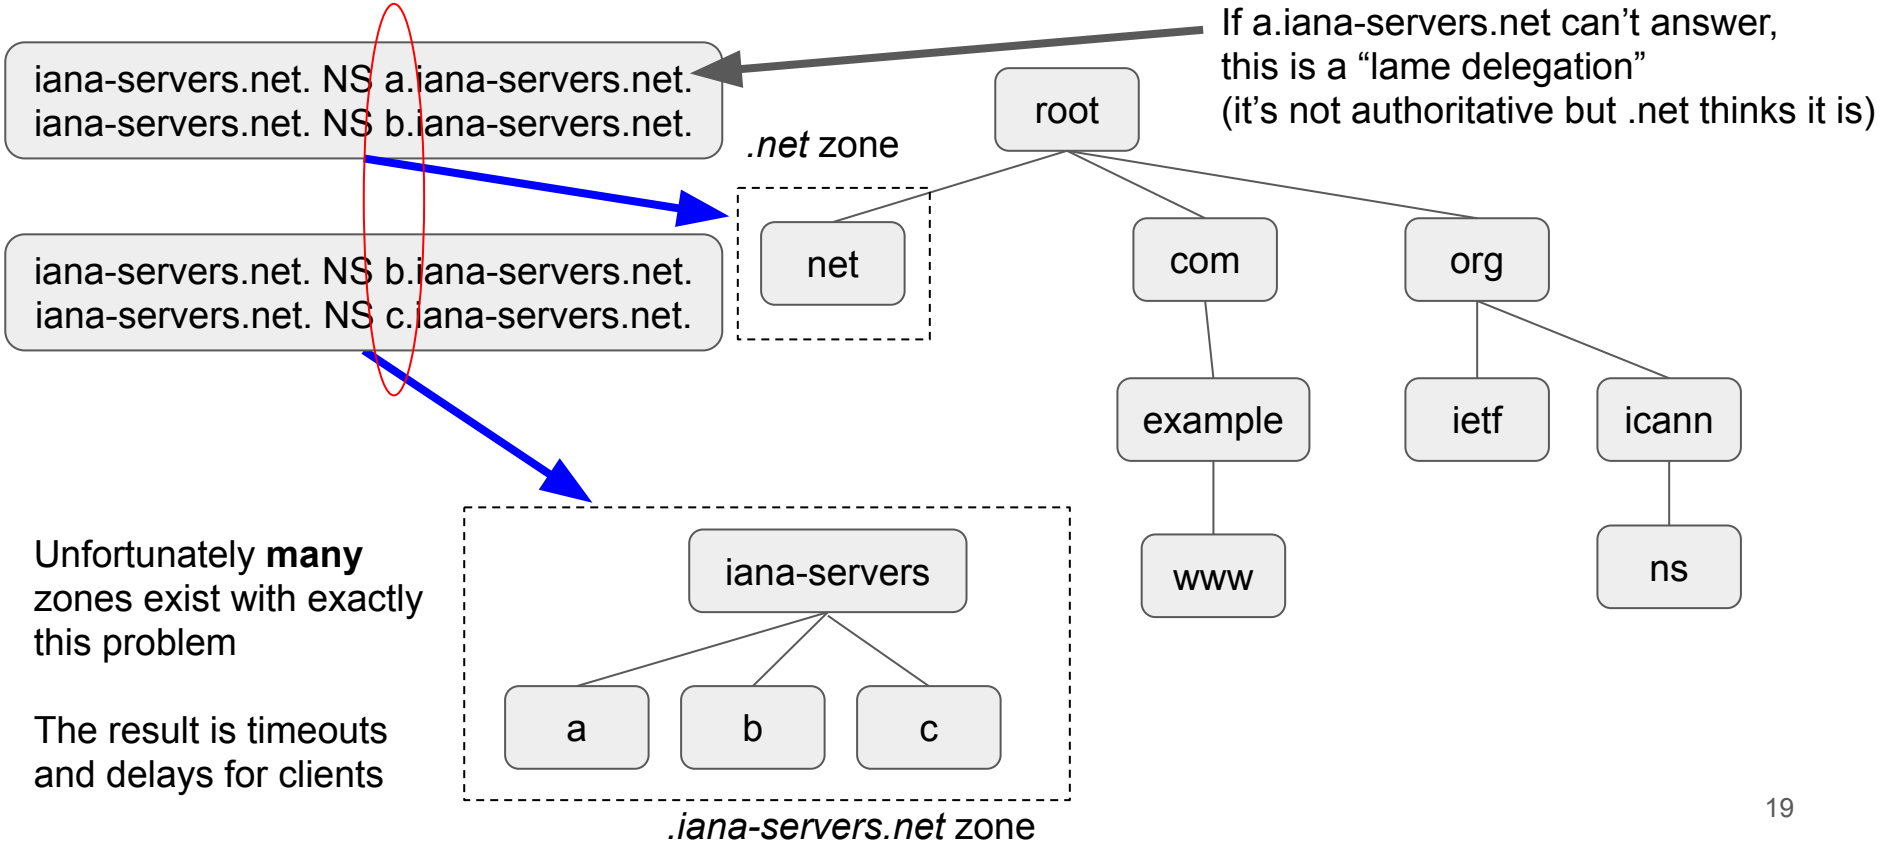 If a.iana-servers.net can’t answer,
this is a “lame delegation”
(it’s not authoritative but .net thinks it is)
iana-servers.net. NS a.iana-servers.net.
iana-servers.net. NS b.iana-servers.net.
.net zone
root
iana-servers.net. NS b.iana-servers.net.
iana-servers.net. NS c.iana-servers.net.
net
com
org
example
ietf
icann
www
ns
Unfortunately many
zones exist with exactly
this problem
The result is timeouts
and delays for clients
iana-servers
a
b
c
.iana-servers.net zone
19